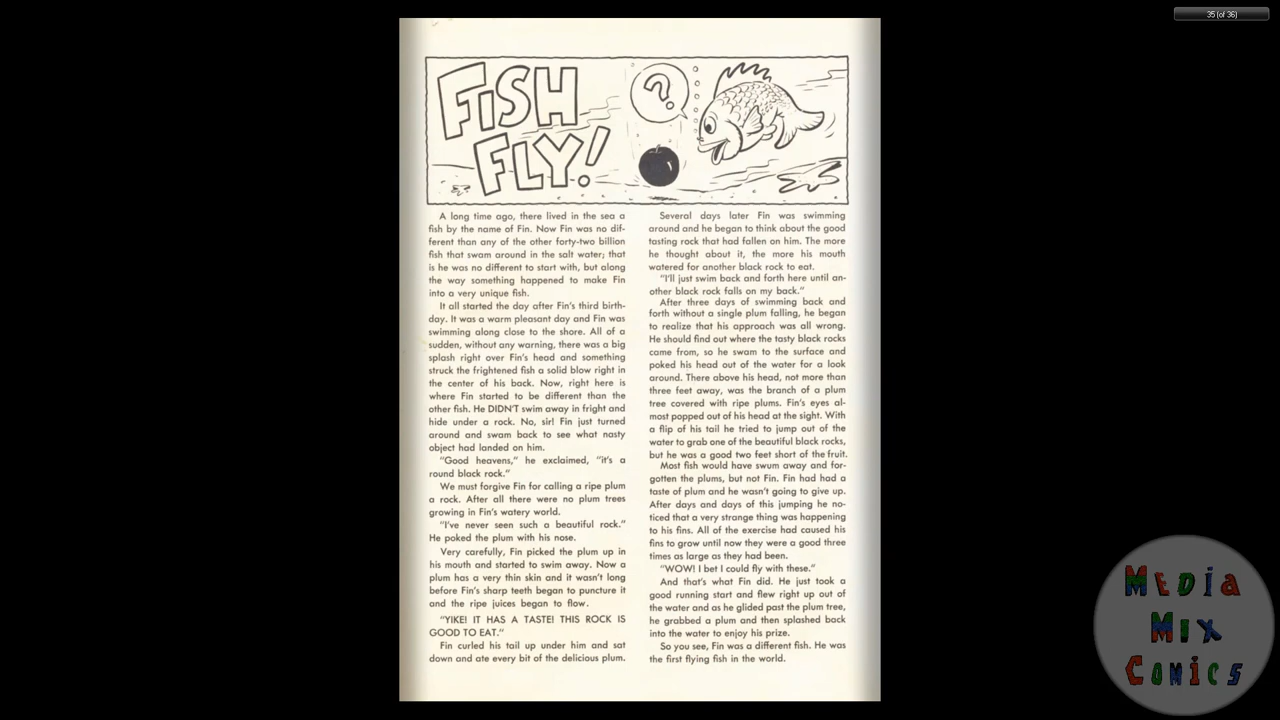 35 (of 36)
FISH
FLY!
?
A long time ago, there lived in the sea a
fish by the name of Fin. Now Fin was no dif-
ferent than any of the other forty-two billion
fish that swam around in the salt water; that
is he was no different to start with, but along
the way something happened to make Fin
into a very unique fish.
It all started the day after Fin's third birth-
day. It was a warm pleasant day and Fin was
swimming along close to the shore. All of a
sudden, without any warning, there was a big
splash right over Fin's head and something
struck the frightened fish a solid blow right in
the center of his back. Now, right here is
where Fin started to be different than the
other fish. He DIDN'T swim away in fright and
hide under a rock. No, sir! Fin just turned
around and swam back to see what nasty
object had landed on him.
"Good heavens," he exclaimed, "it's a
round black rock."
We must forgive Fin for calling a ripe plum
a rock. After all there were no plum trees
growing in Fin's watery world.
"I've never seen such a beautiful rock."
He poked the plum with his nose.
Very carefully, Fin picked the plum up in
his mouth and started to swim away. Now a
plum has a very thin skin and it wasn't long
before Fin's sharp teeth began to puncture it
and the ripe juices began to flow.
"YIKE! IT HAS A TASTE! THIS ROCK IS
GOOD TO EAT."
Fin curled his tail up under him and sat
down and ate every bit of the delicious plum.
Several days later Fin was swimming
around and he began to think about the good
tasting rock that had fallen on him. The more
he thought about it, the more his mouth
watered for another black rock to eat.
"I'll just swim back and forth here until an-
other black rock falls on my back."
After three days of swimming back and
forth without a single plum falling, he began
to realize that his approach was all wrong.
He should find out where the tasty black rocks
came from, so he swam to the surface and
poked his head out of the water for a look
around. There above his head, not more than
three feet away, was the branch of a plum
tree covered with ripe plums. Fin's eyes al-
most popped out of his head at the sight. With
a flip of his tail he tried to jump out of the
water to grab one of the beautiful black rocks,
but he was a good two feet short of the fruit.
Most fish would have swum away and for-
gotten the plums, but not Fin. Fin had had a
taste of plum and he wasn't going to give up.
After days and days of this jumping he no-
ticed that a very strange thing was happening
to his fins. All of the exercise had caused his
fins to grow until now they were a good three
times as large as they had been.
"WOW! I bet I could fly with these."
And that's what Fin did. He just took a
good running start and flew right up out of
the water and as he glided past the plum tree,
he grabbed a plum and then splashed back
into the water to enjoy his prize.
So you see, Fin was a different fish. He was
the first flying fish in the world.
MEDIA
MIX
COMICS